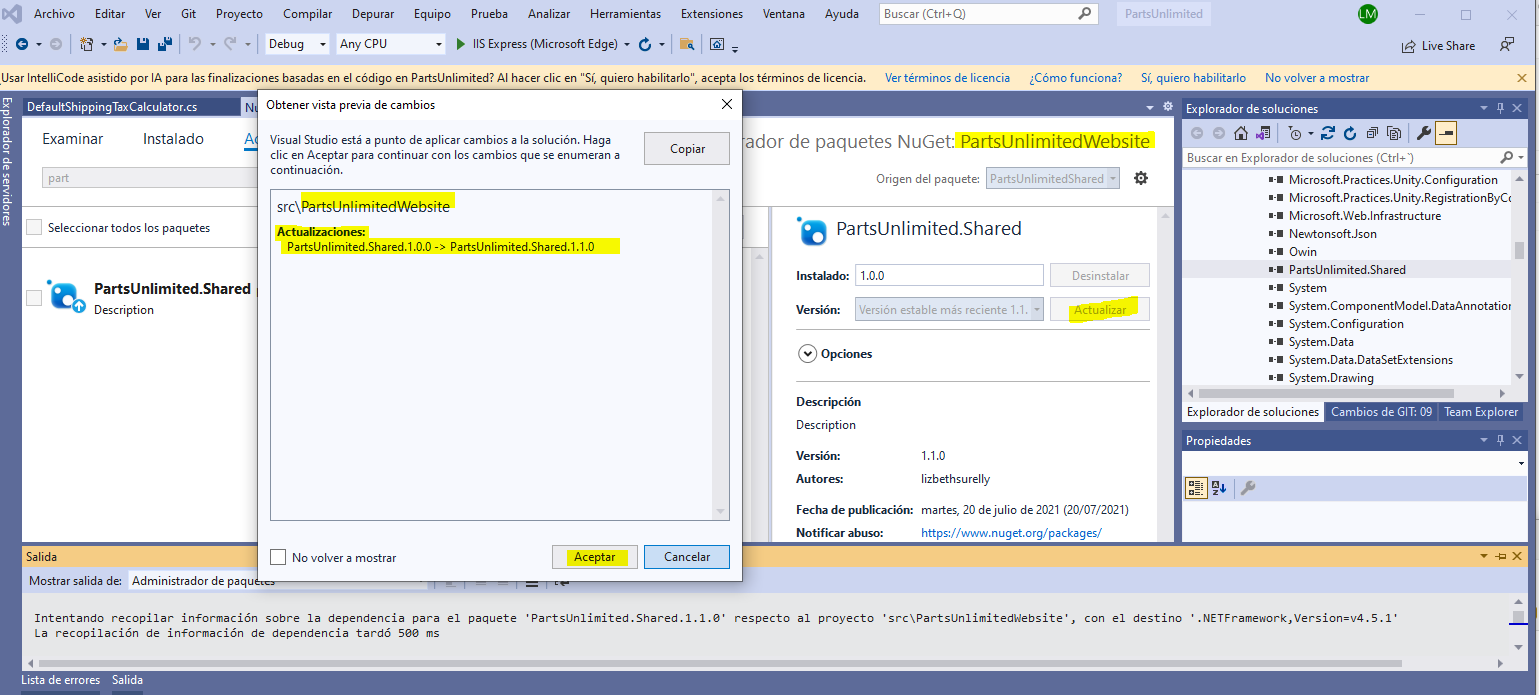 Archivo Editar Ver Git Proyecto Compilar Depurar Equipo Prueba Analizar Herramientas Extensiones Ventana Ayuda Buscar (Ctrl+Q) PartsUnlimited LM
Debug Any CPU IIS Express (Microsoft Edge) Live Share
Usar IntelliCode asistido por IA para las finalizaciones basadas en el código en PartsUnlimited? Al hacer clic en "Sí, quiero habilitarlo", acepta los términos de licencia. Ver términos de licencia ¿Cómo funciona? Sí, quiero habilitarlo No volver a mostrar
Explorador de servidores
DefaultShippingTaxCalculator.cs Nu
Examinar Instalado Ac
part
Seleccionar todos los paquetes
PartsUnlimited.Shared
Description
Obtener vista previa de cambios
Visual Studio está a punto de aplicar cambios a la solución. Haga
clic en Aceptar para continuar con los cambios que se enumeran a
continuación.
Copiar
src\PartsUnlimitedWebsite
Actualizaciones:
PartsUnlimited.Shared.1.0.0 -> PartsUnlimited.Shared.1.1.0
No volver a mostrar Aceptar Cancelar
rador de paquetes NuGet: PartsUnlimitedWebsite
Origen del paquete: PartsUnlimitedShared
PartsUnlimited.Shared
Instalado: 1.0.0 Desinstalar
Versión: Versión estable más reciente 1.1. Actualizar
Opciones
Descripción
Description
Versión: 1.1.0
Autores: lizbethsurelly
Fecha de publicación: martes, 20 de julio de 2021 (20/07/2021)
Notificar abuso: https://www.nuget.org/packages/
Explorador de soluciones
Buscar en Explorador de soluciones (Ctrl+`)
Microsoft.Practices.Unity.Configuration
Microsoft.Practices.Unity.RegistrationByCo
Microsoft.Web.Infrastructure
Newtonsoft.Json
Owin
PartsUnlimited.Shared
System
System.ComponentModel.DataAnnotation
System.Configuration
System.Data
System.Data.DataSetExtensions
System.Drawing
Explorador de soluciones Cambios de GIT: 09 Team Explorer
Propiedades
Salida
Mostrar salida de: Administrador de paquetes
Intentando recopilar información sobre la dependencia para el paquete 'PartsUnlimited.Shared.1.1.0' respecto al proyecto 'src\PartsUnlimitedWebsite', con el destino '.NETFramework,Version=v4.5.1'
La recopilación de información de dependencia tardó 500 ms
Lista de errores Salida